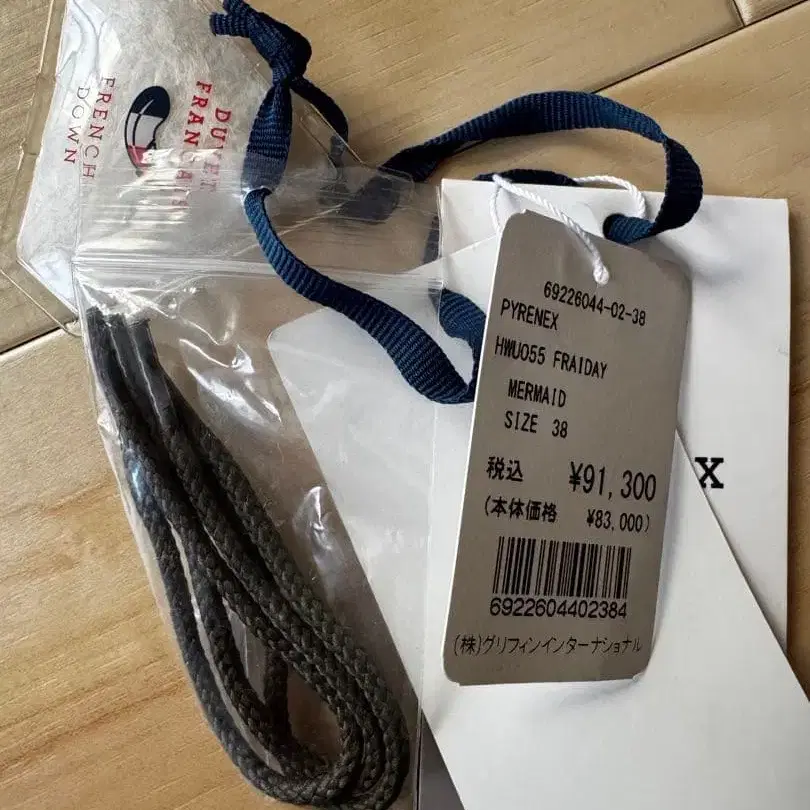 DUVET
FRANÇAIS
FRENCH
DOWN
69226044-02-38
PYRENEX
HWU055 FRAIDAY
MERMAID
SIZE 38
税込 ¥91,300
(本体価格 ¥83,000)
6922604402384
(株)グリフィンインターナショナル
X